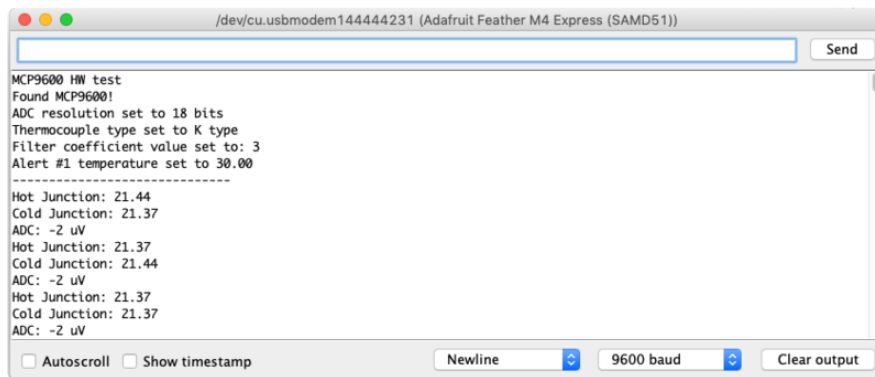 /dev/cu.usbmodem144444231 (Adafruit Feather M4 Express (SAMD51))
Send
MCP9600 HW test
Found MCP9600!
ADC resolution set to 18 bits
Thermocouple type set to K type
Filter coefficient value set to: 3
Alert #1 temperature set to 30.00
------------------------------
Hot Junction: 21.44
Cold Junction: 21.37
ADC: -2 uV
Hot Junction: 21.37
Cold Junction: 21.44
ADC: -2 uV
Hot Junction: 21.37
Cold Junction: 21.37
ADC: -2 uV
Autoscroll Show timestamp Newline 9600 baud Clear output